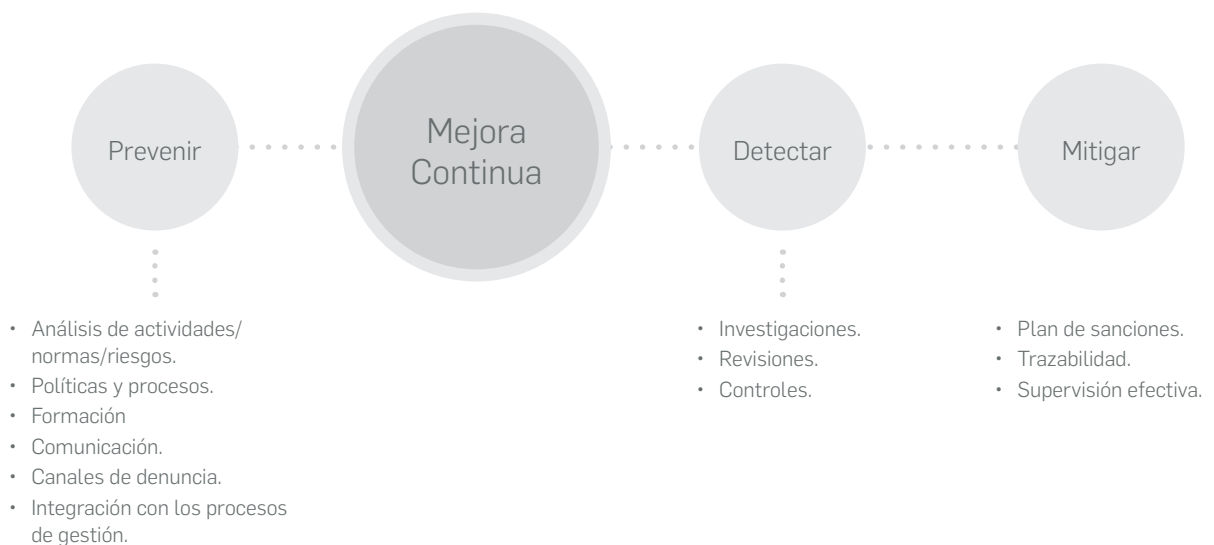 Prevenir
Mejora
Continua
Detectar
Mitigar
• Análisis de actividades/
normas/riesgos.
• Políticas y procesos.
• Formación
• Comunicación.
• Canales de denuncia.
• Integración con los procesos
de gestión.
• Investigaciones.
• Revisiones.
• Controles.
• Plan de sanciones.
• Trazabilidad.
• Supervisión efectiva.